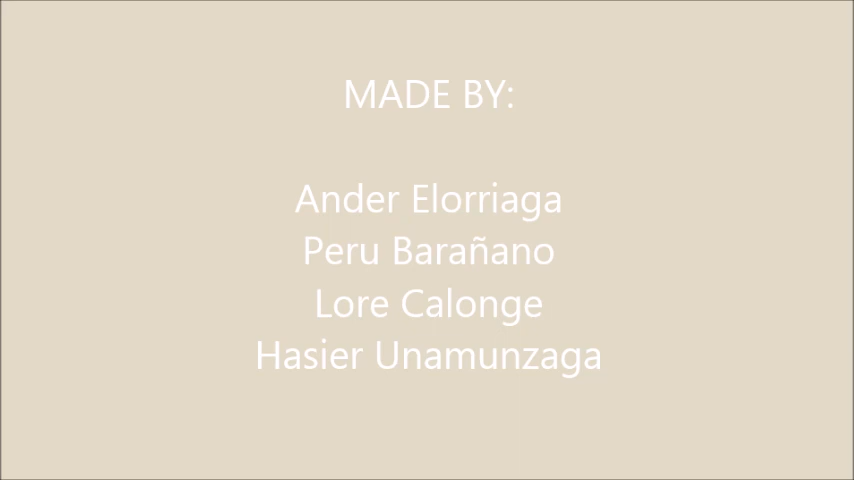 MADE BY:
Ander Elorriaga
Peru Barañano
Lore Calonge
Hasier Unamunzaga